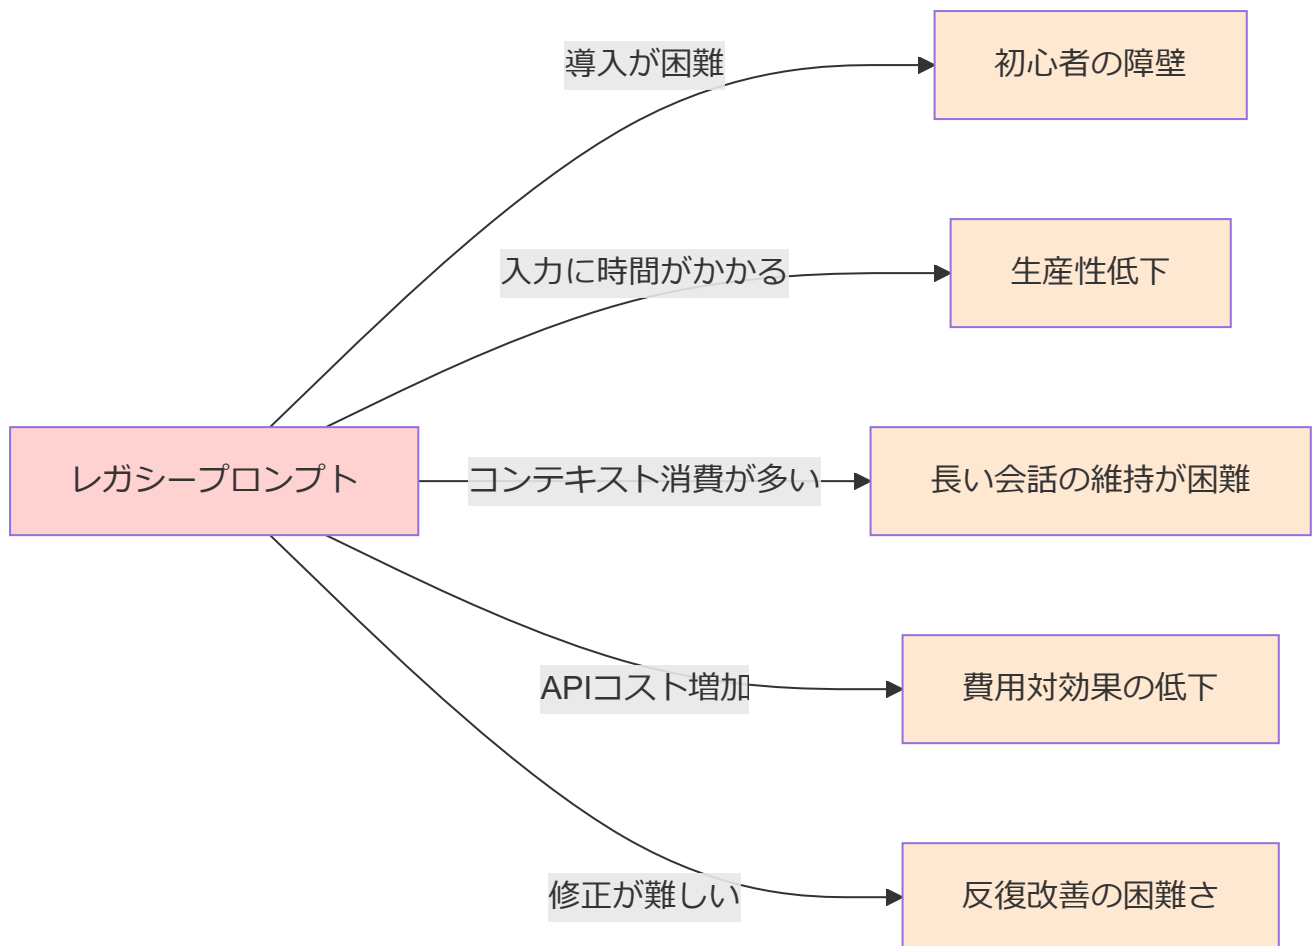 導入が困難
初心者の障壁
入力に時間がかかる
生産性低下
レガシープロンプト
コンテキスト消費が多い
長い会話の維持が困難
APIコスト増加
費用対効果の低下
修正が難しい
反復改善の困難さ